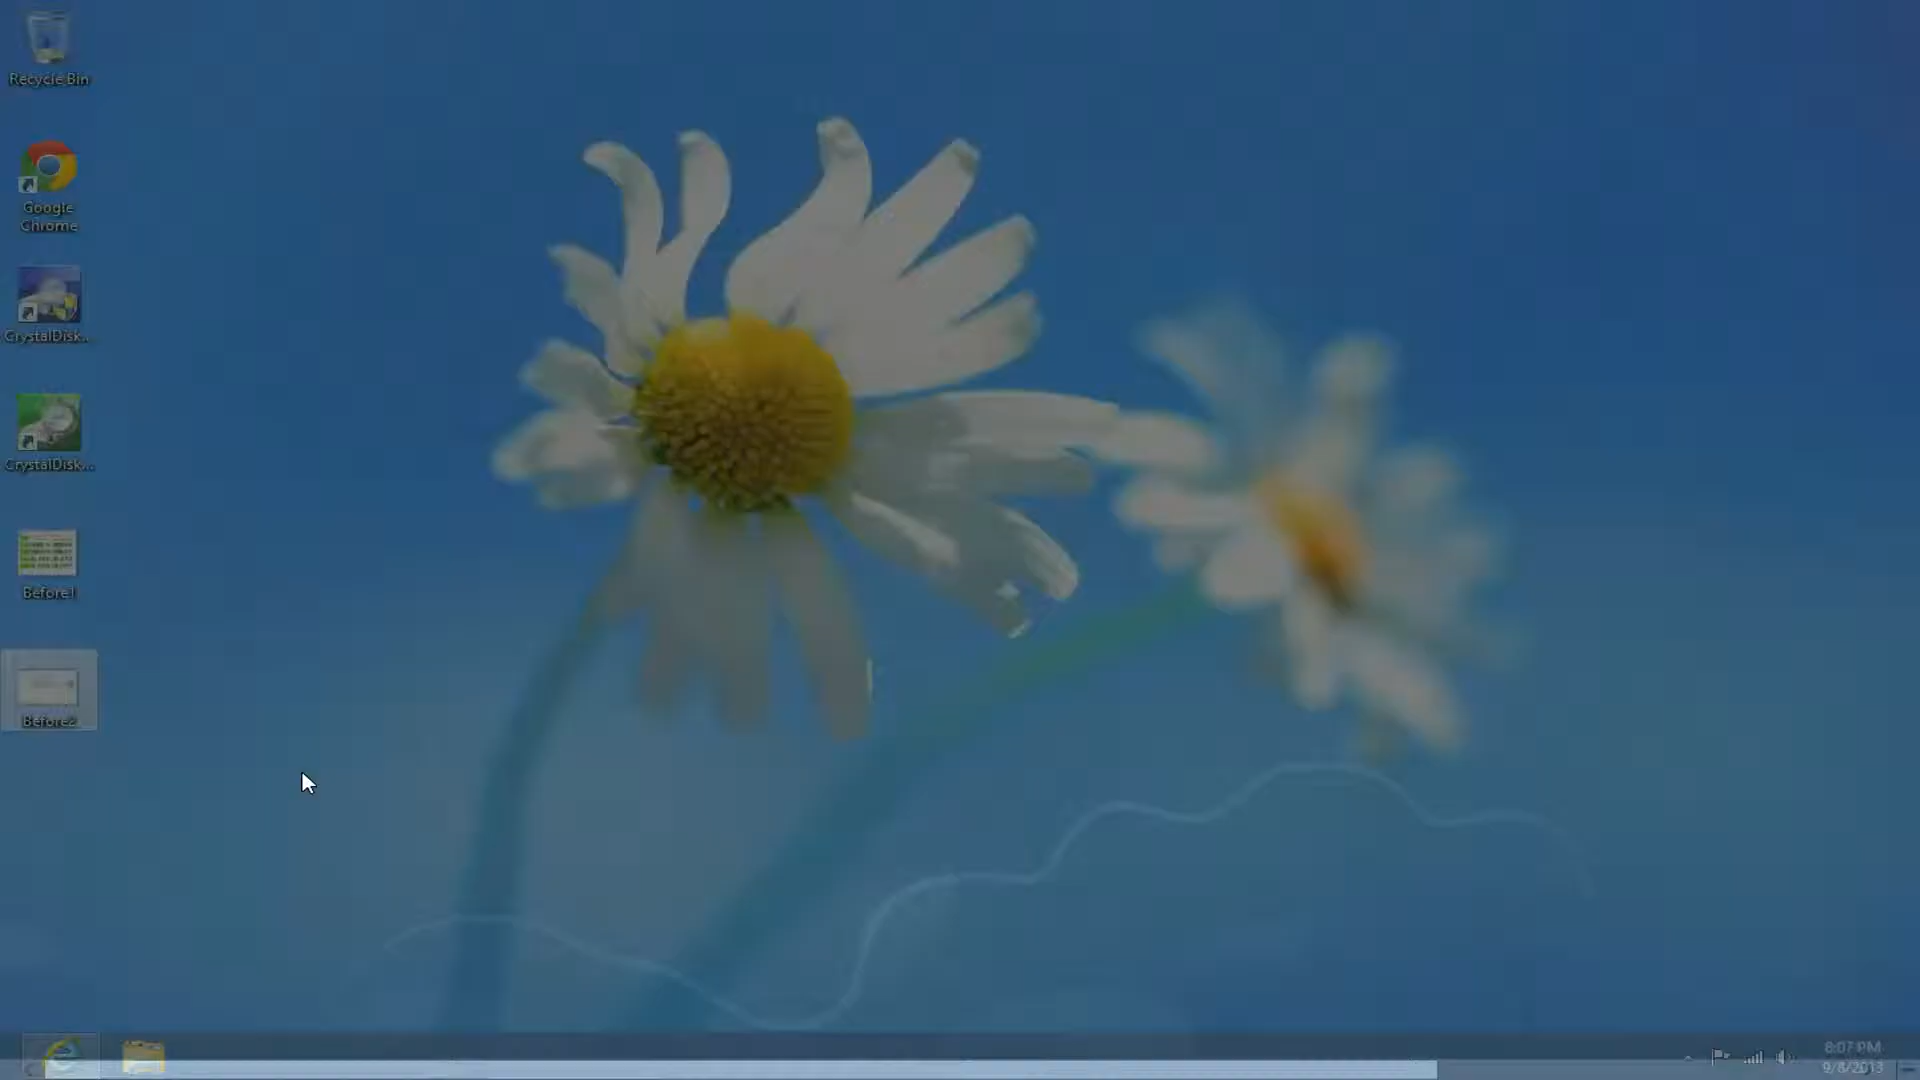 Recycle Bin
Google
Chrome
CrystalDisk...
CrystalDisk...
Before1
Before2
8:07 PM
9/8/2013